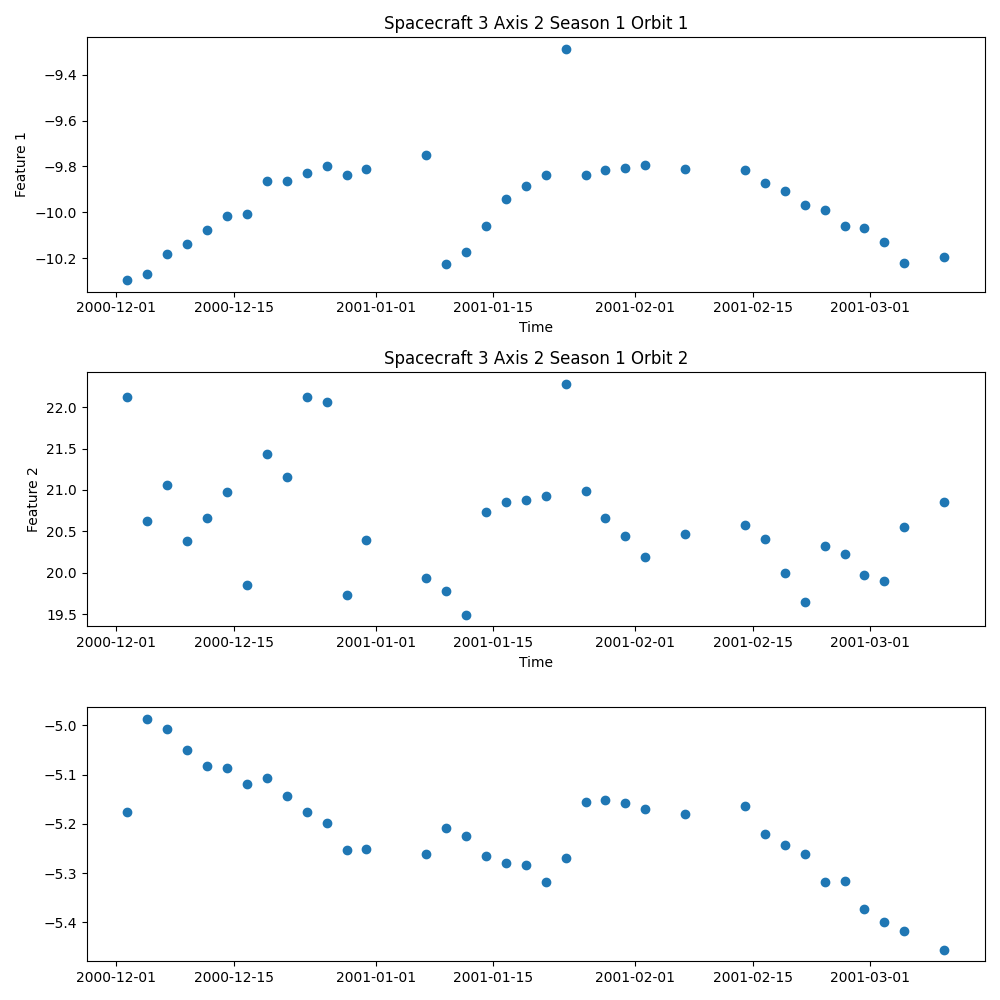 Spacecraft 3 Axis 2 Season 1 Orbit 1
Feature 1
−9.4
−9.6
−9.8
−10.0
−10.2
2000-12-01 2000-12-15 2001-01-01 2001-01-15 2001-02-01 2001-02-15 2001-03-01
Time
Spacecraft 3 Axis 2 Season 1 Orbit 2
Feature 2
22.0
21.5
21.0
20.5
20.0
19.5
2000-12-01 2000-12-15 2001-01-01 2001-01-15 2001-02-01 2001-02-15 2001-03-01
Time
−5.0
−5.1
−5.2
−5.3
−5.4
2000-12-01 2000-12-15 2001-01-01 2001-01-15 2001-02-01 2001-02-15 2001-03-01